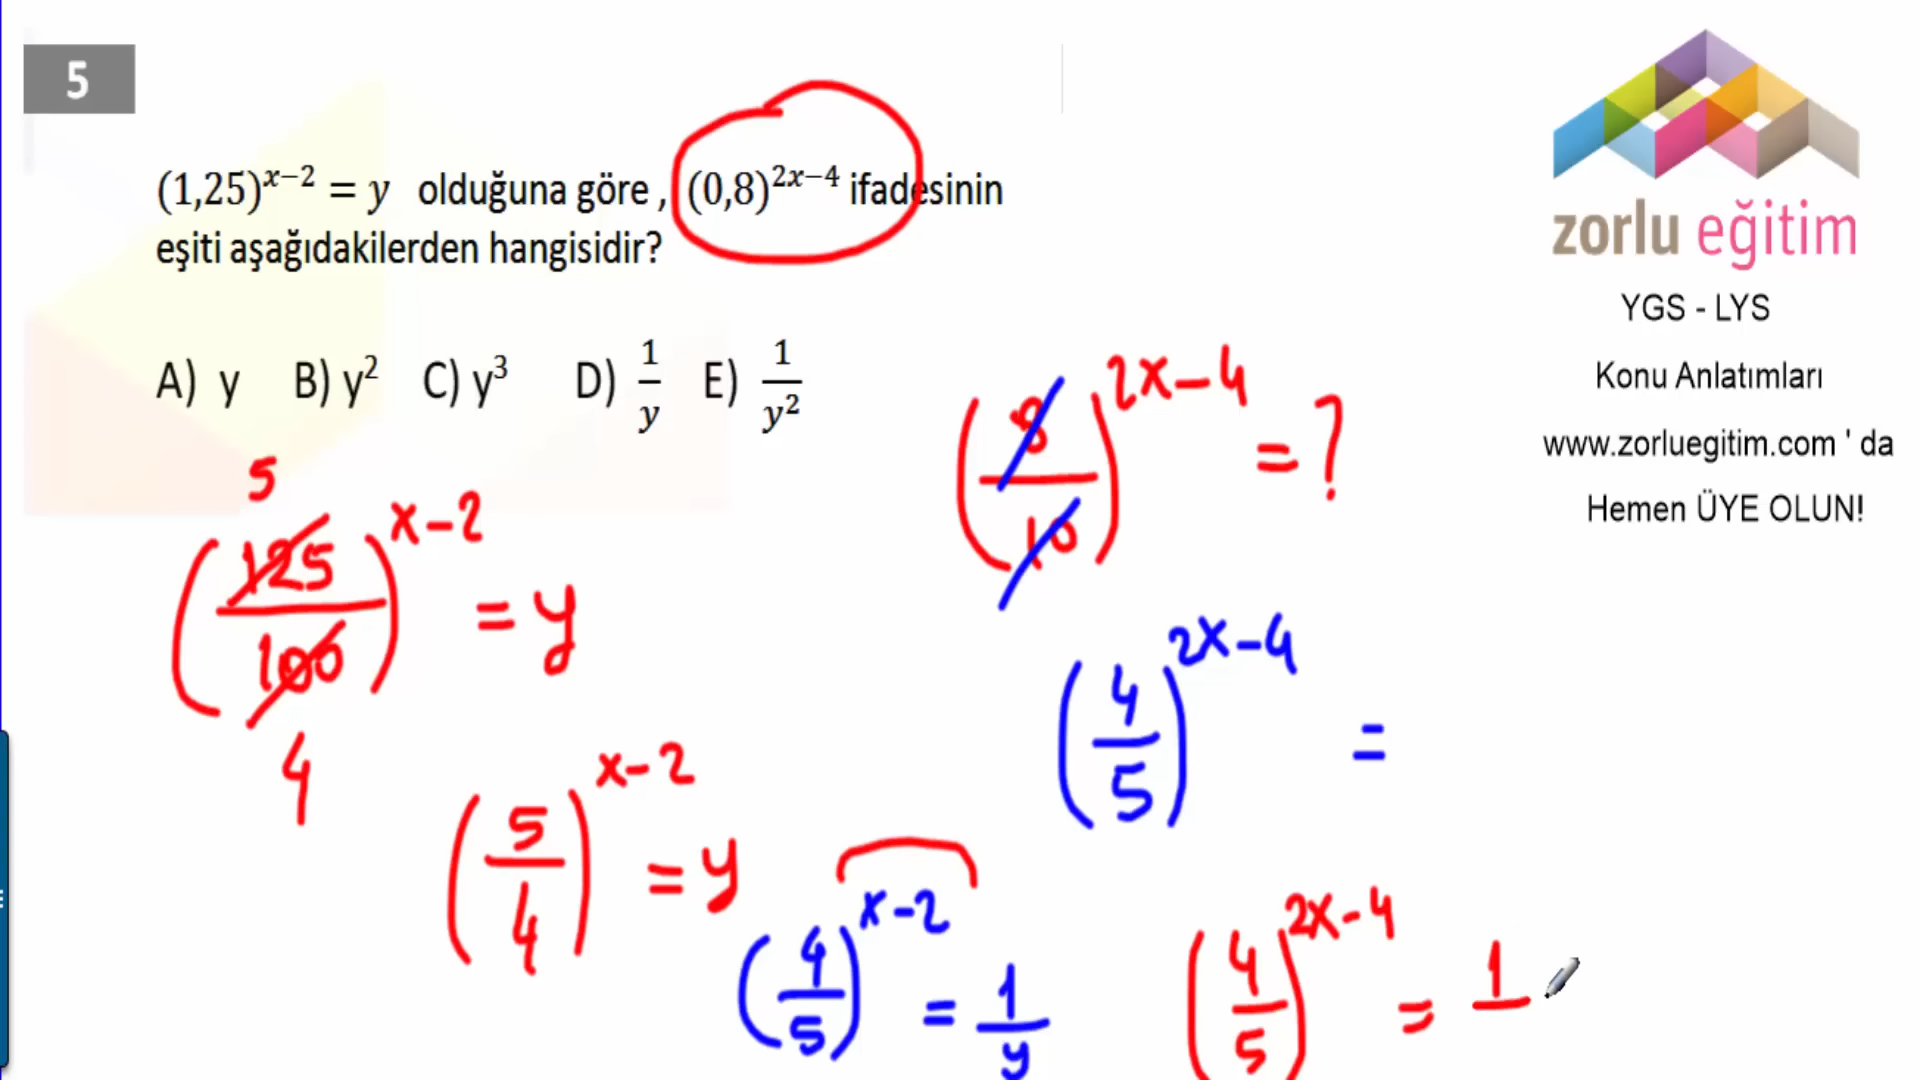 5
(1,25)^{x−2} = y olduğuna göre , (0,8)^{2x−4} ifadesinin
eşiti aşağıdakilerden hangisidir?
A) y B) y² C) y³ D) 1/y E) 1/y²
5
(125/100)^{x-2} = y
4
(5/4)^{x-2} = y
(4/5)^{x-2} = 1/y
(8/10)^{2x-4} = ?
(4/5)^{2x-4} =
(4/5)^{2x-4} = 1
zorlu eğitim
YGS - LYS
Konu Anlatımları
www.zorluegitim.com ' da
Hemen ÜYE OLUN!